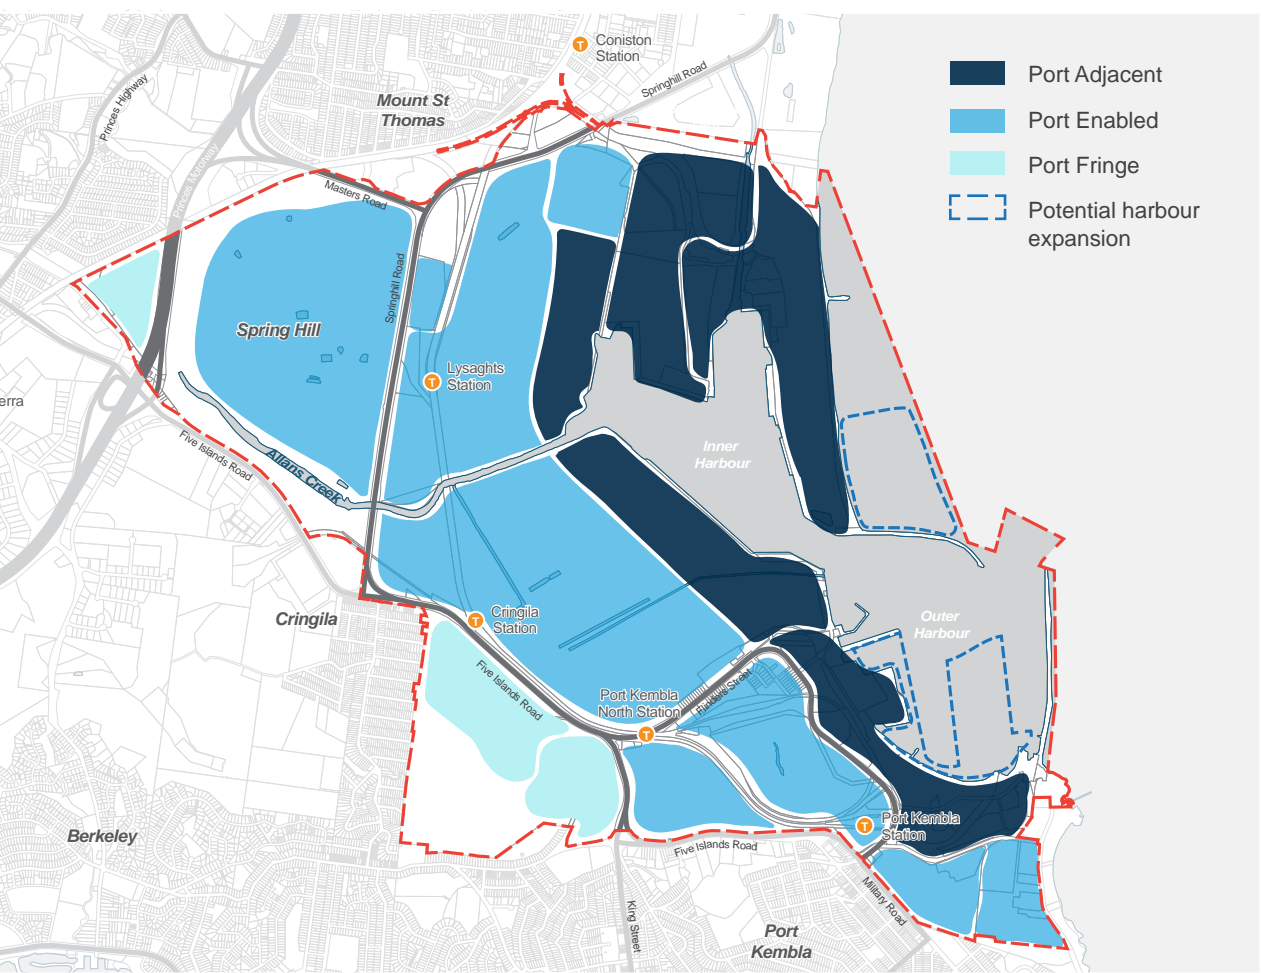 Coniston
Station
Springhill Road
Port Adjacent
Port Enabled
Port Fringe
Potential harbour
expansion
Princes Highway
Mount St
Thomas
Princes Motorway
Masters Road
Springhill Road
Spring Hill
Lysaghts
Station
erra
Five Islands Road
Allans Creek
Inner
Harbour
Cringila
Cringila
Station
Outer
Harbour
Five Islands Road
Port Kembla
North Station
Flinders Street
Berkeley
Port Kembla
Station
Five Islands Road
Military Road
King Street
Port
Kembla
T
T
T
T
T